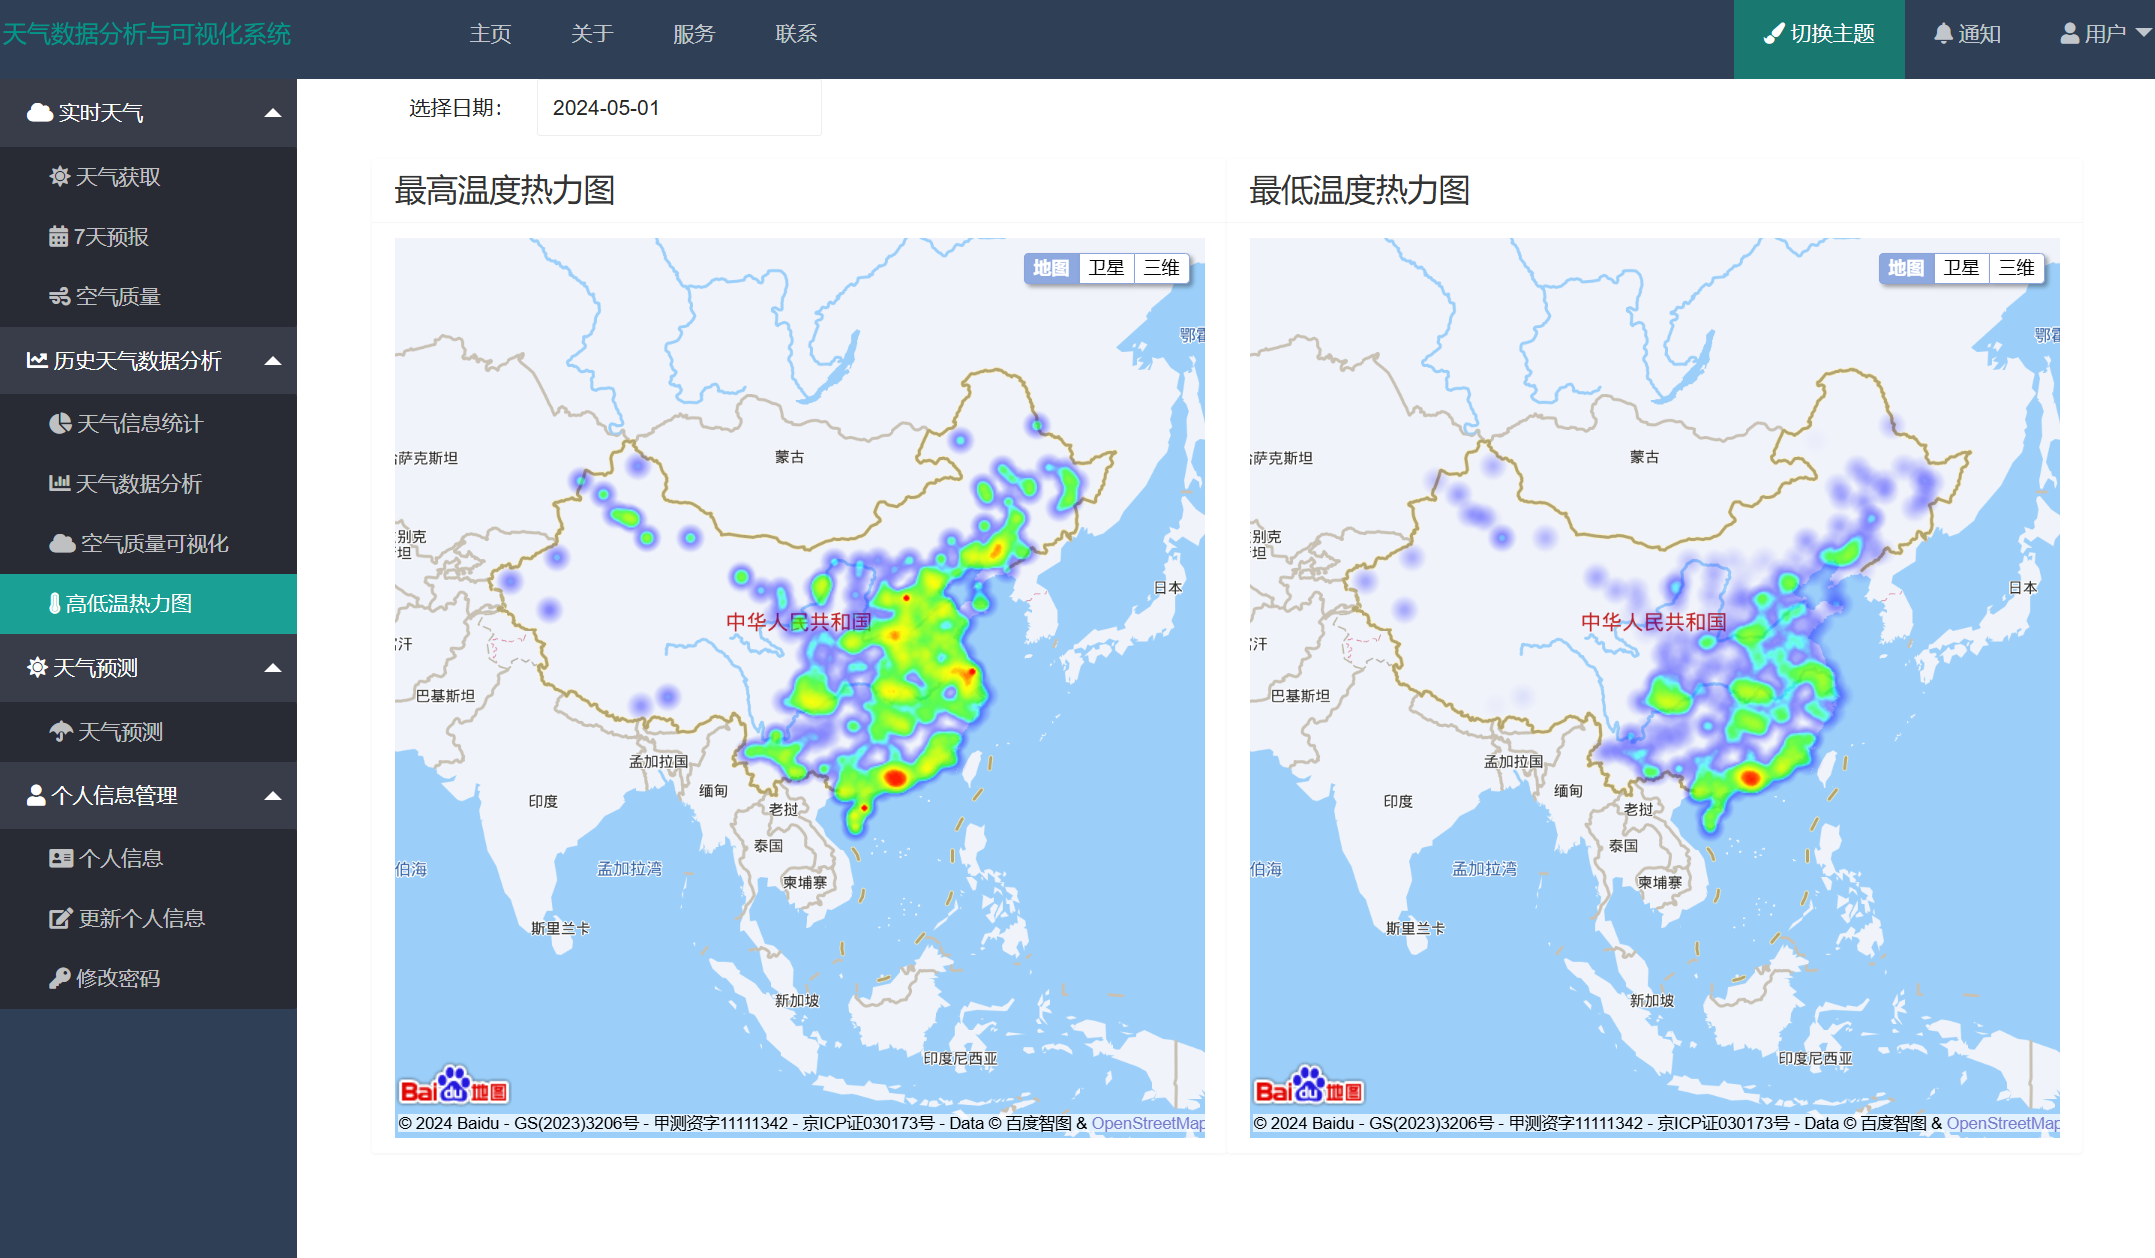 天气数据分析与可视化系统
主页
关于
服务
联系
切换主题
通知
用户
实时天气
天气获取
7天预报
空气质量
历史天气数据分析
天气信息统计
天气数据分析
空气质量可视化
高低温热力图
天气预测
天气预测
个人信息管理
个人信息
更新个人信息
修改密码
选择日期：
2024-05-01
最高温度热力图
地图
卫星
三维
萨克斯坦
蒙古
别克
坦
中华人民共和国
日本
汗
巴基斯坦
孟加拉国
缅甸
印度
老挝
泰国
伯海
孟加拉湾
柬埔寨
斯里兰卡
新加坡
印度尼西亚
鄂霍
Bai du 地图
© 2024 Baidu - GS(2023)3206号 - 甲测资字11111342 - 京ICP证030173号 - Data © 百度智图 & OpenStreetMap
最低温度热力图
地图
卫星
三维
萨克斯坦
蒙古
别克
坦
中华人民共和国
日本
汗
巴基斯坦
孟加拉国
缅甸
印度
老挝
泰国
伯海
孟加拉湾
柬埔寨
斯里兰卡
新加坡
印度尼西亚
鄂霍
Bai du 地图
© 2024 Baidu - GS(2023)3206号 - 甲测资字11111342 - 京ICP证030173号 - Data © 百度智图 & OpenStreetMap